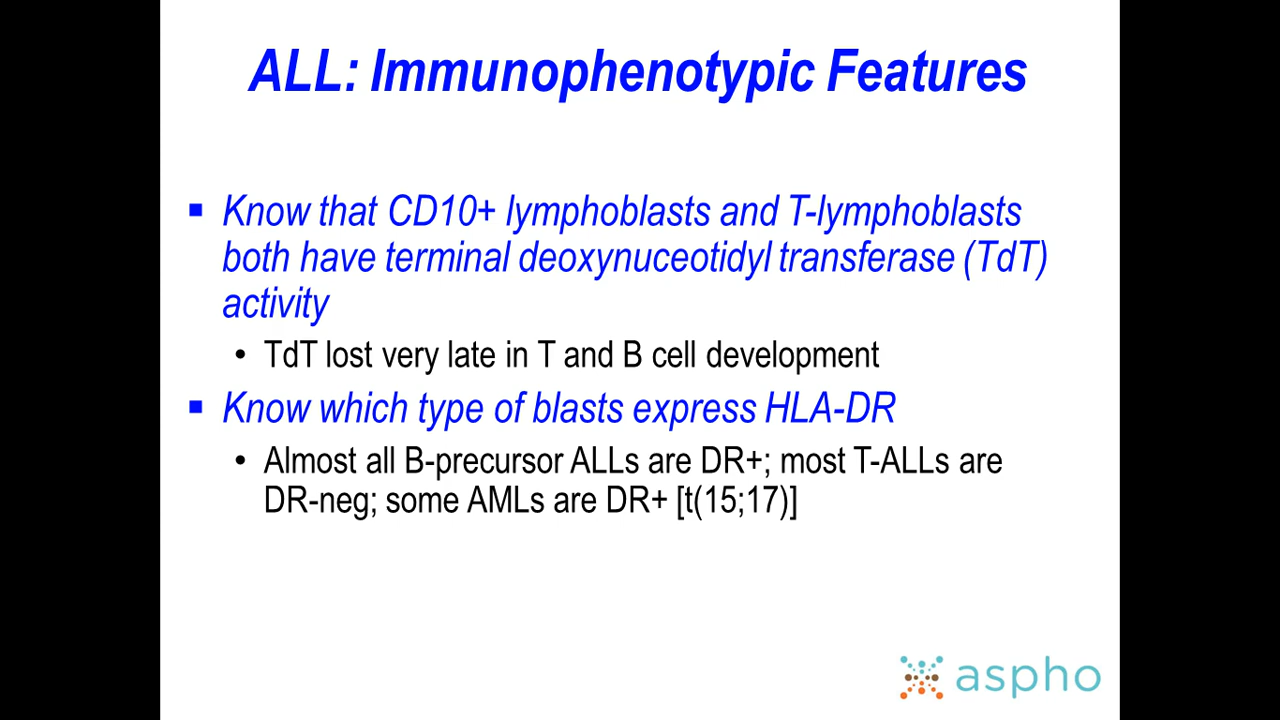 ALL: Immunophenotypic Features
▪ Know that CD10+ lymphoblasts and T-lymphoblasts
both have terminal deoxynuceotidyl transferase (TdT)
activity
• TdT lost very late in T and B cell development
▪ Know which type of blasts express HLA-DR
• Almost all B-precursor ALLs are DR+; most T-ALLs are
DR-neg; some AMLs are DR+ [t(15;17)]
aspho